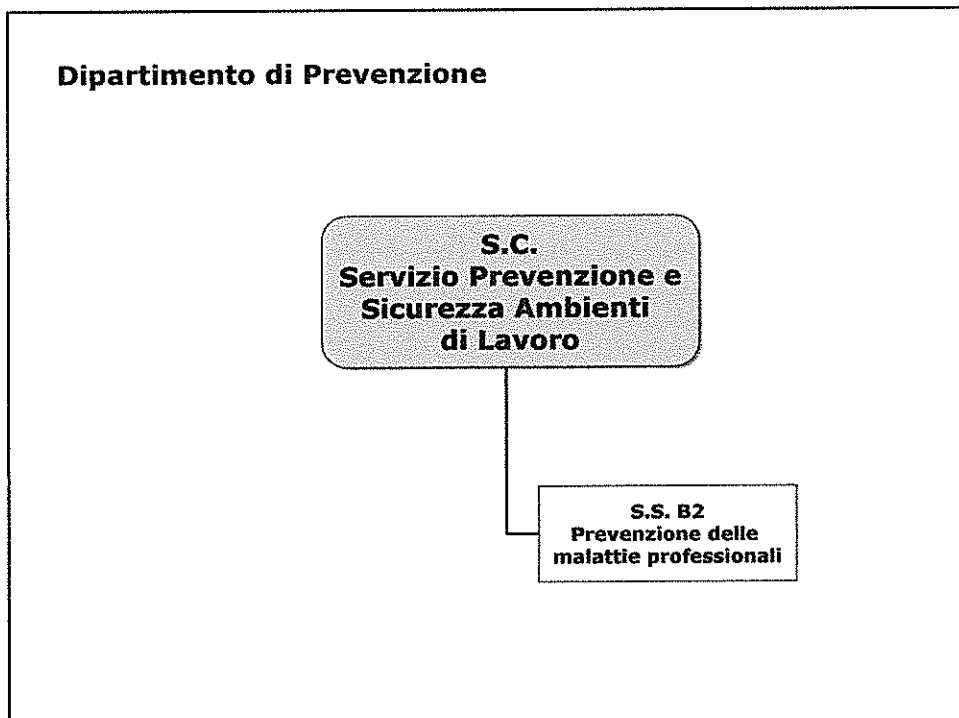 Dipartimento di Prevenzione
S.C.
Servizio Prevenzione e
Sicurezza Ambienti
di Lavoro
S.S. B2
Prevenzione delle
malattie professionali